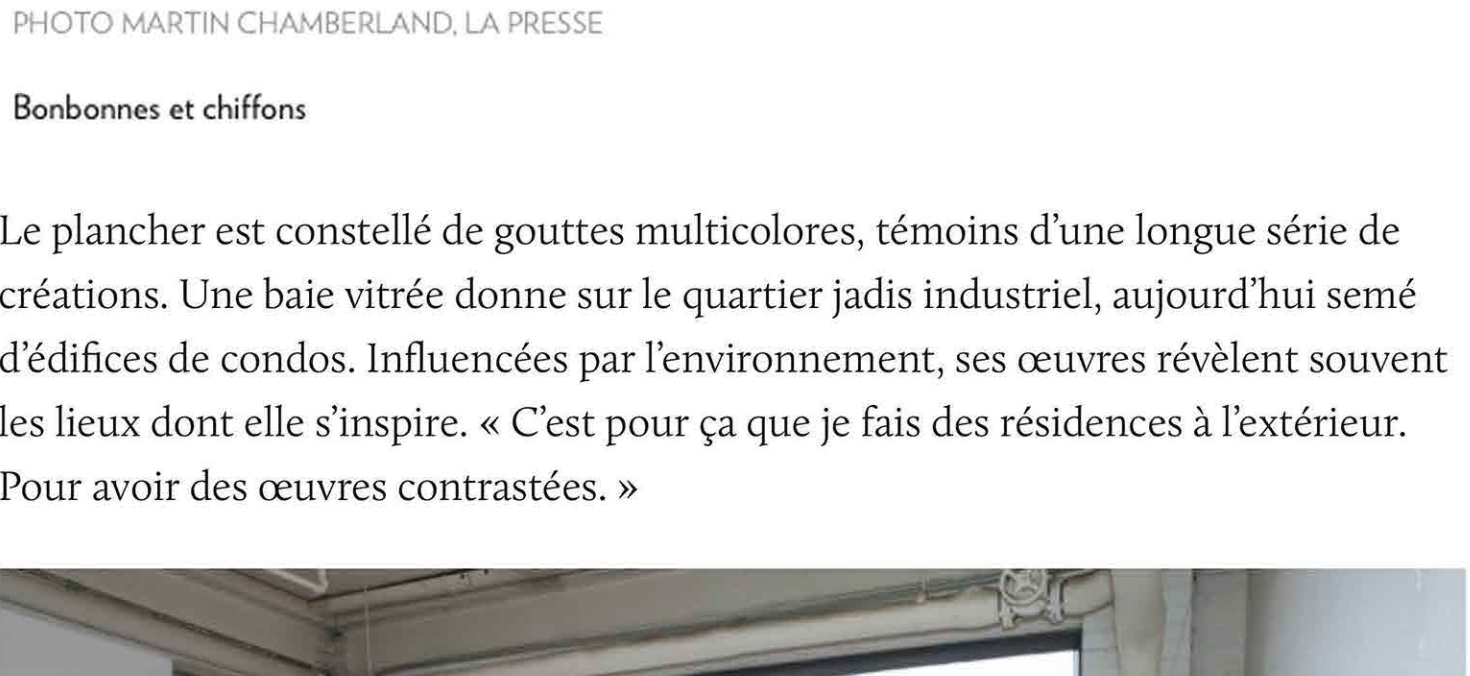 PHOTO MARTIN CHAMBERLAND, LA PRESSE
Bonbonnes et chiffons
Le plancher est constellé de gouttes multicolores, témoins d’une longue série de
créations. Une baie vitrée donne sur le quartier jadis industriel, aujourd’hui semé
d’édifices de condos. Influencées par l’environnement, ses œuvres révèlent souvent
les lieux dont elle s’inspire. « C’est pour ça que je fais des résidences à l’extérieur.
Pour avoir des œuvres contrastées. »